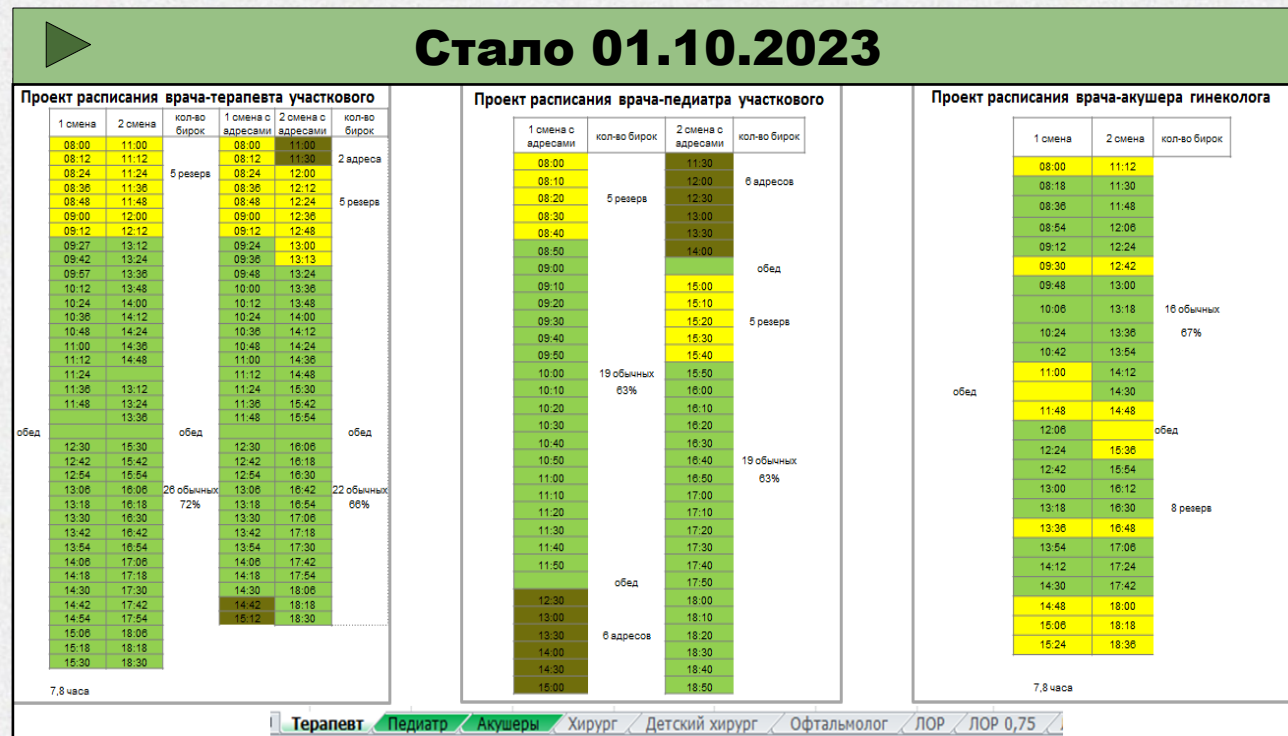 Стало 01.10.2023
Проект расписания врача-терапевта участкового
1 смена 2 смена кол-во бирок 1 смена с адресами 2 смена с адресами кол-во бирок
08:00 11:00 08:00 11:00
08:12 11:12 08:12 11:30 2 адреса
08:24 11:24 5 резерв 08:24 12:00
08:36 11:36 08:36 12:12
08:48 11:48 08:48 12:24 5 резерв
09:00 12:00 09:00 12:36
09:12 12:12 09:12 12:48
09:27 13:12 09:24 13:00
09:42 13:24 09:36 13:13
09:57 13:36 09:48 13:24
10:12 13:48 10:00 13:36
10:24 14:00 10:12 13:48
10:36 14:12 10:24 14:00
10:48 14:24 10:36 14:12
11:00 14:36 10:48 14:24
11:12 14:48 11:00 14:36
11:24 11:12 14:48
11:36 13:12 11:24 15:30
11:48 13:24 11:36 15:42
13:36 11:48 15:54
обед обед обед
12:30 15:30 12:30 16:06
12:42 15:42 12:42 16:18
12:54 15:54 12:54 16:30
13:06 16:06 26 обычных 13:06 16:42 22 обычных
13:18 16:18 72% 13:18 16:54 66%
13:30 16:30 13:30 17:06
13:42 16:42 13:42 17:18
13:54 16:54 13:54 17:30
14:06 17:06 14:06 17:42
14:18 17:18 14:18 17:54
14:30 17:30 14:30 18:06
14:42 17:42 14:42 18:18
14:54 17:54 15:12 18:30
15:06 18:06
15:18 18:18
15:30 18:30
7,8 часа
Проект расписания врача-педиатра участкового
1 смена с адресами кол-во бирок 2 смена с адресами кол-во бирок
08:00 11:30
08:10 12:00 6 адресов
08:20 5 резерв 12:30
08:30 13:00
08:40 13:30
08:50 14:00
09:00 обед
09:10 15:00
09:20 15:10
09:30 15:20 5 резерв
09:40 15:30
09:50 15:40
10:00 19 обычных 15:50
10:10 63% 16:00
10:20 16:10
10:30 16:20
10:40 16:30
10:50 16:40 19 обычных
11:00 16:50 63%
11:10 17:00
11:20 17:10
11:30 17:20
11:40 17:30
11:50 17:40
обед 17:50
12:30 18:00
13:00 18:10
13:30 6 адресов 18:20
14:00 18:30
14:30 18:40
15:00 18:50
Проект расписания врача-акушера гинеколога
1 смена 2 смена кол-во бирок
08:00 11:12
08:18 11:30
08:36 11:48
08:54 12:06
09:12 12:24
09:30 12:42
09:48 13:00
10:06 13:18 16 обычных
10:24 13:36 67%
10:42 13:54
11:00 14:12
обед 14:30
11:48 14:48
12:06 обед
12:24 15:36
12:42 15:54
13:00 16:12
13:18 16:30 8 резерв
13:36 16:48
13:54 17:06
14:12 17:24
14:30 17:42
14:48 18:00
15:06 18:18
15:24 18:36
7,8 часа
Терапевт Педиатр Акушеры Хирург Детский хирург Офтальмолог ЛОР ЛОР 0,75